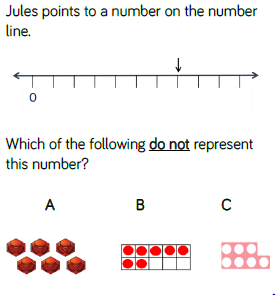 Jules points to a number on the number
line.
0
Which of the following do not represent
this number?
A B C